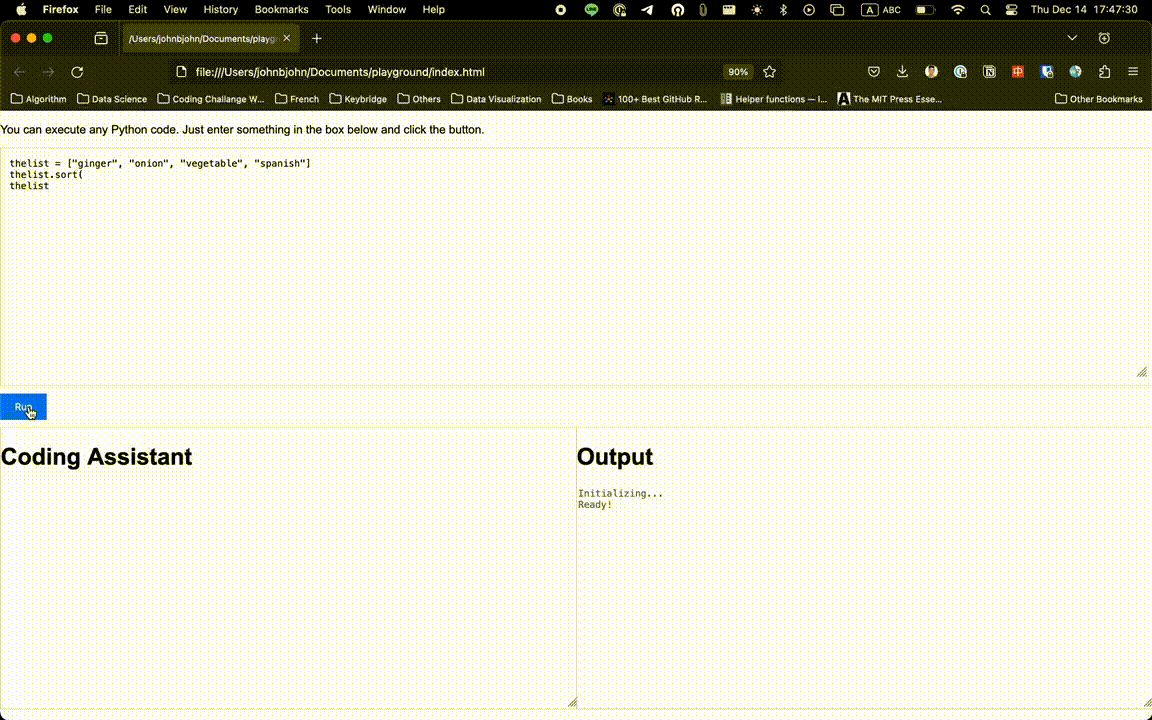 Firefox File Edit View History Bookmarks Tools Window Help A ABC Thu Dec 14 17:47:30
/Users/johnbjohn/Documents/playg
file:///Users/johnbjohn/Documents/playground/index.html 90%
Algorithm Data Science Coding Challange W... French Keybridge Others Data Visualization Books 100+ Best GitHub R... Helper functions — I... The MIT Press Esse... Other Bookmarks
You can execute any Python code. Just enter something in the box below and click the button.
thelist = ["ginger", "onion", "vegetable", "spanish"]
thelist.sort(
thelist
Run
Coding Assistant Output
Initializing...
Ready!